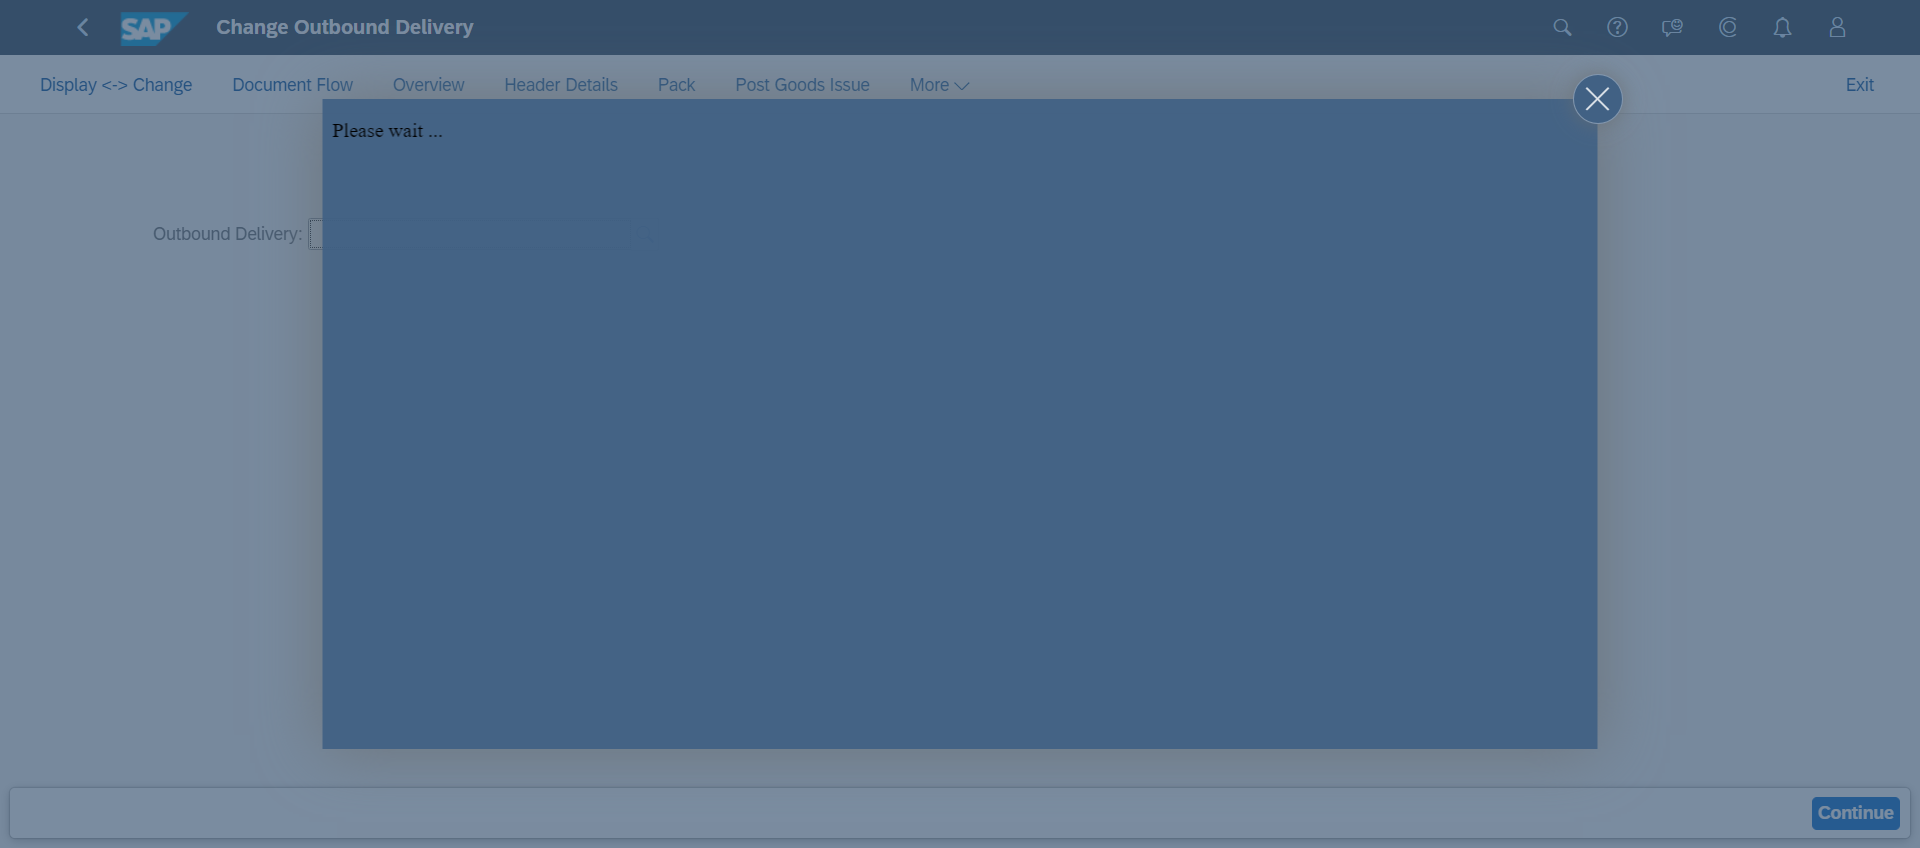 SAP Change Outbound Delivery
Display <-> Change Document Flow Overview Header Details Pack Post Goods Issue More Exit
Please wait ...
Outbound Delivery:
Continue